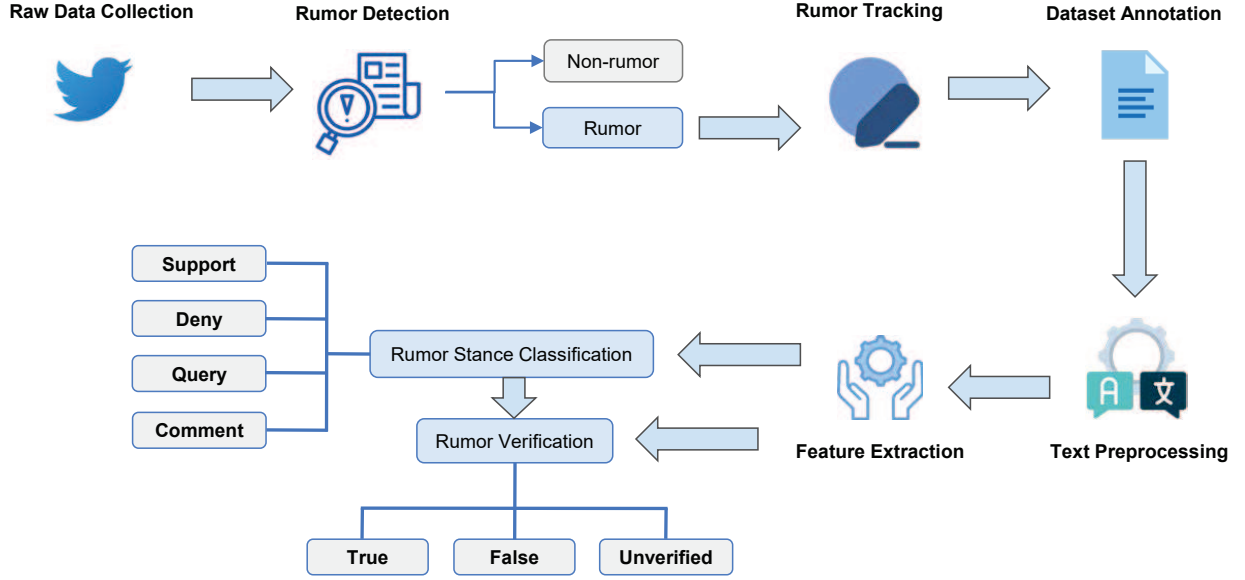 Raw Data Collection
Rumor Detection
Rumor Tracking
Dataset Annotation
Non-rumor
Rumor
Support
Deny
Query
Comment
Rumor Stance Classification
Rumor Verification
Feature Extraction
A 文
Text Preprocessing
True
False
Unverified